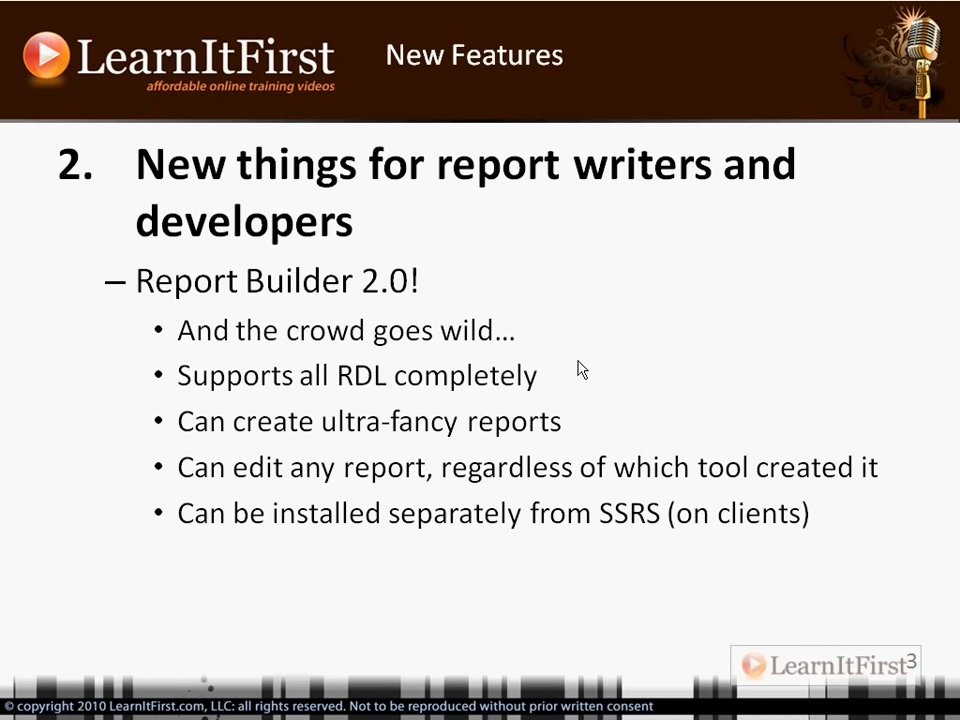 LearnItFirst
affordable online training videos
New Features
2. New things for report writers and
developers
– Report Builder 2.0!
• And the crowd goes wild...
• Supports all RDL completely
• Can create ultra-fancy reports
• Can edit any report, regardless of which tool created it
• Can be installed separately from SSRS (on clients)
LearnItFirst 3
© copyright 2010 LearnItFirst.com, LLC: all rights reserved. Not to be reproduced without prior written consent